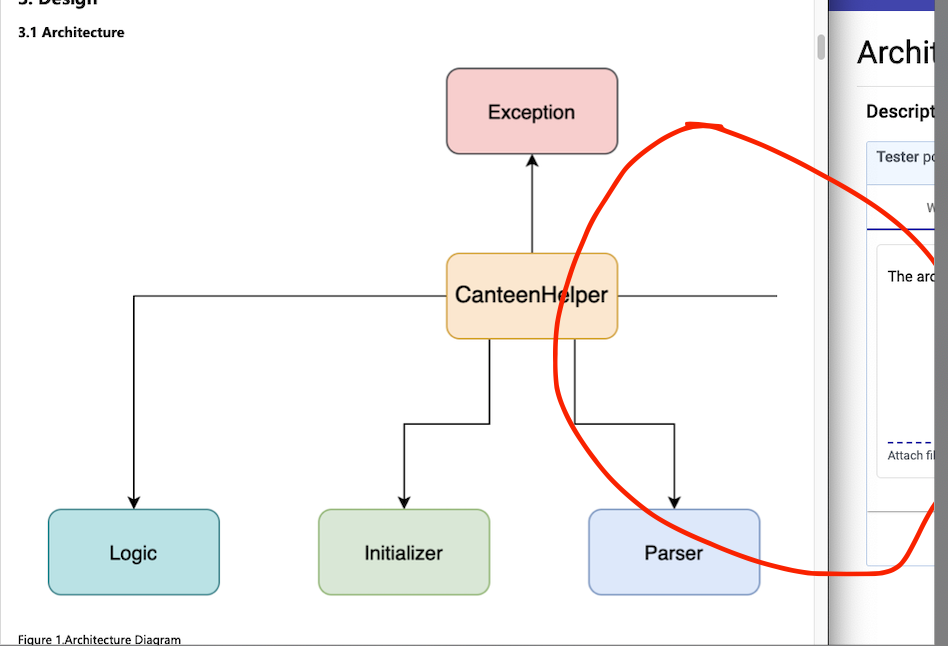 3. Design
3.1 Architecture
Exception
CanteenHelper
Logic
Initializer
Parser
Figure 1.Architecture Diagram
Archit
Descript
Tester po
W
The arc
Attach fil